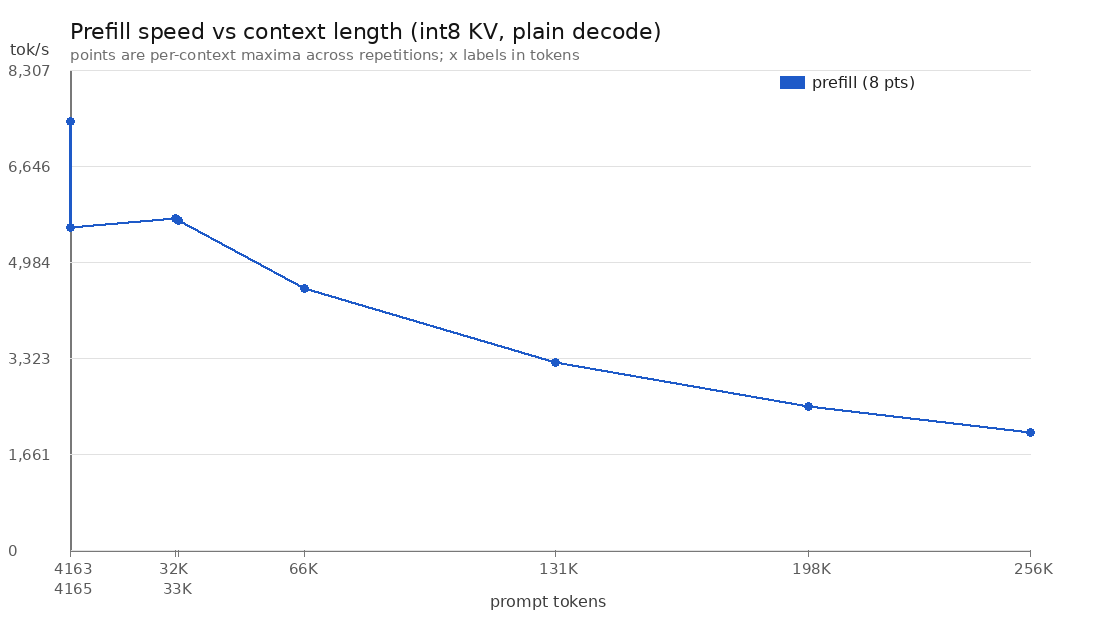 Prefill speed vs context length (int8 KV, plain decode)
tok/s
points are per-context maxima across repetitions; x labels in tokens
8,307
prefill (8 pts)
6,646
4,984
3,323
1,661
0
4163 32K 66K 131K 198K 256K
4165 33K
prompt tokens